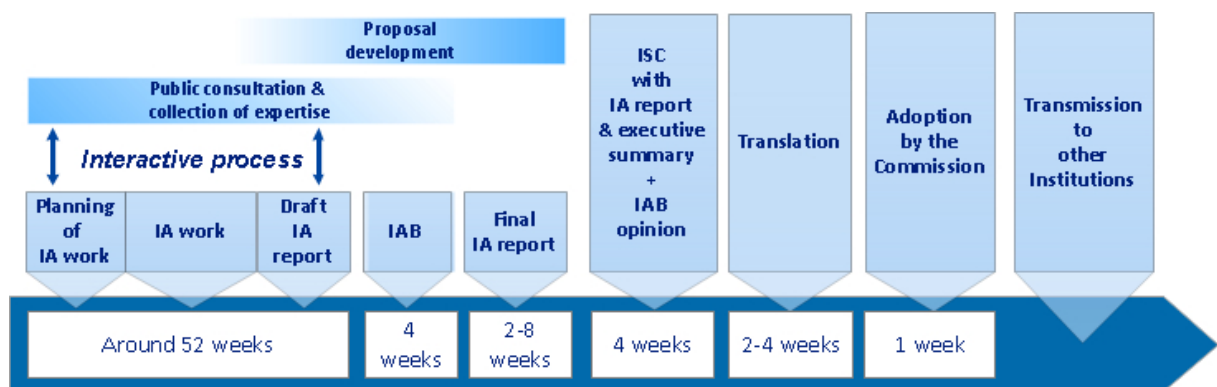 Proposal
development
Public consultation &
collection of expertise
Interactive process
Planning
of
IA work
IA work
Draft
IA
report
IAB
Final
IA report
ISC
with
IA report
& executive
summary
+
IAB
opinion
Translation
Adoption
by the
Commission
Transmission
to
other
Institutions
Around 52 weeks
4
weeks
2-8
weeks
4 weeks
2-4 weeks
1 week